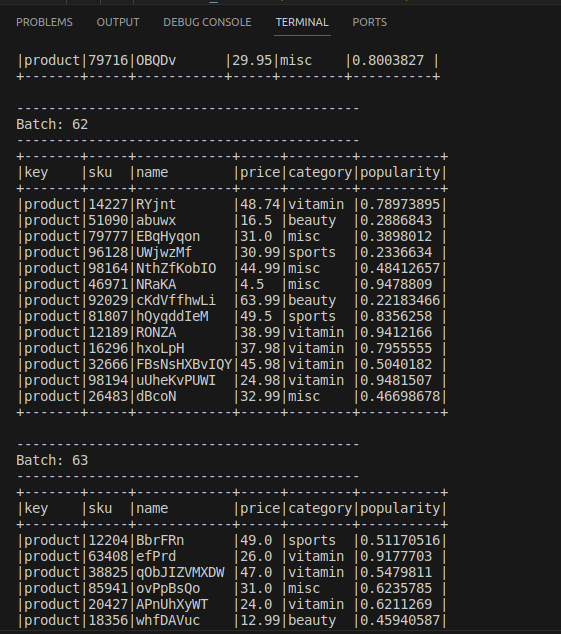 PROBLEMS OUTPUT DEBUG CONSOLE TERMINAL PORTS
|product|79716|OBQDv      |29.95|misc    |0.8003827 |
+-------+-----+-----------+-----+--------+----------+
-------------------------------------------
Batch: 62
-------------------------------------------
+-------+-----+-----------+-----+--------+----------+
|key    |sku  |name       |price|category|popularity|
+-------+-----+-----------+-----+--------+----------+
|product|14227|RYjnt      |48.74|vitamin |0.78973895|
|product|51090|abuwx      |16.5 |beauty  |0.2886843 |
|product|79777|EBqHyqon   |31.0 |misc    |0.3898012 |
|product|96128|UWjwzMf    |30.99|sports  |0.2336634 |
|product|98164|NthZfKobIO |44.99|misc    |0.48412657|
|product|46971|NRaKA      |4.5  |misc    |0.9478809 |
|product|92029|cKdVffhwLi |63.99|beauty  |0.22183466|
|product|81807|hQyqddIeM  |49.5 |sports  |0.8356258 |
|product|12189|RONZA      |38.99|vitamin |0.9412166 |
|product|16296|hxoLpH     |37.98|vitamin |0.7955555 |
|product|32666|FBsNsHXBvIQY|45.98|vitamin |0.5040182 |
|product|98194|uUheKvPUWI |24.98|vitamin |0.9481507 |
|product|26483|dBcoN      |32.99|misc    |0.46698678|
+-------+-----+-----------+-----+--------+----------+
-------------------------------------------
Batch: 63
-------------------------------------------
+-------+-----+-----------+-----+--------+----------+
|key    |sku  |name       |price|category|popularity|
+-------+-----+-----------+-----+--------+----------+
|product|12204|BbrFRn     |49.0 |sports  |0.51170516|
|product|63408|efPrd      |26.0 |vitamin |0.9177703 |
|product|38825|qObJIZVMXDW|47.0 |vitamin |0.5479811 |
|product|85941|ovPpBsQo   |31.0 |misc    |0.6235785 |
|product|20427|APnUhXyWT  |24.0 |vitamin |0.6211269 |
|product|18356|whfDAVuc   |12.99|beauty  |0.45940587|